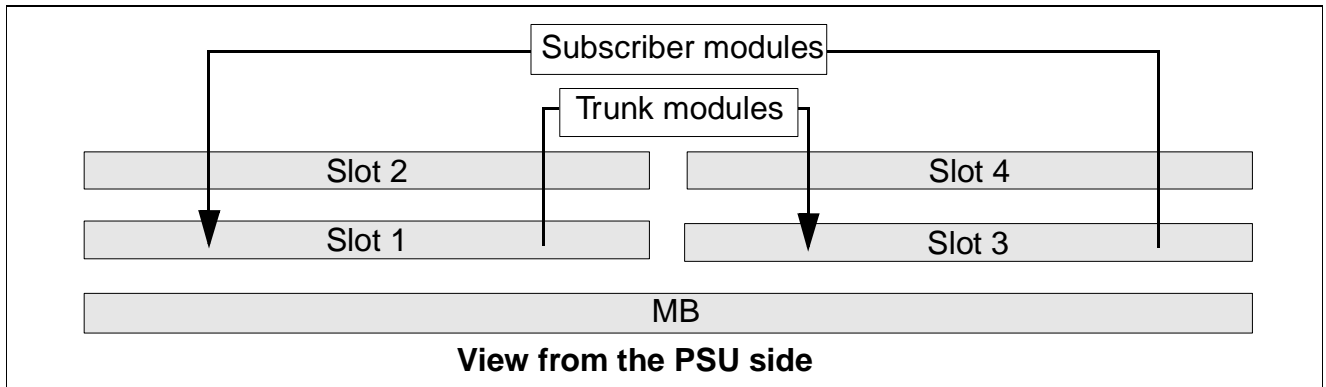 Subscriber modules
Trunk modules
Slot 2
Slot 4
Slot 1
Slot 3
MB
View from the PSU side